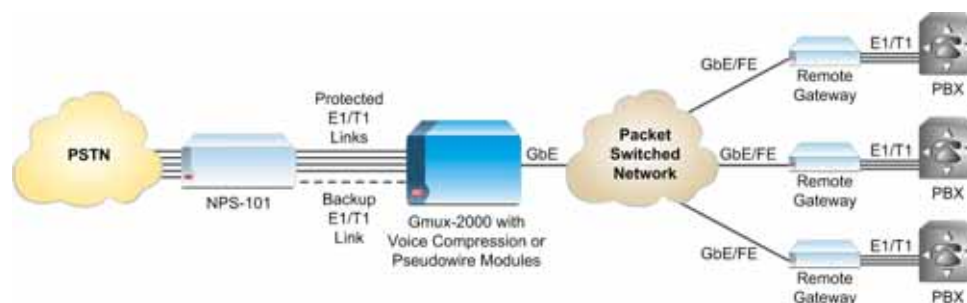 PSTN
NPS-101
Protected
E1/T1
Links
Backup
E1/T1
Link
Gmux-2000 with
Voice Compression or
Pseudowire Modules
GbE
Packet
Switched
Network
GbE/FE
Remote
Gateway
E1/T1
PBX
GbE/FE
Remote
Gateway
E1/T1
PBX
GbE/FE
Remote
Gateway
E1/T1
PBX